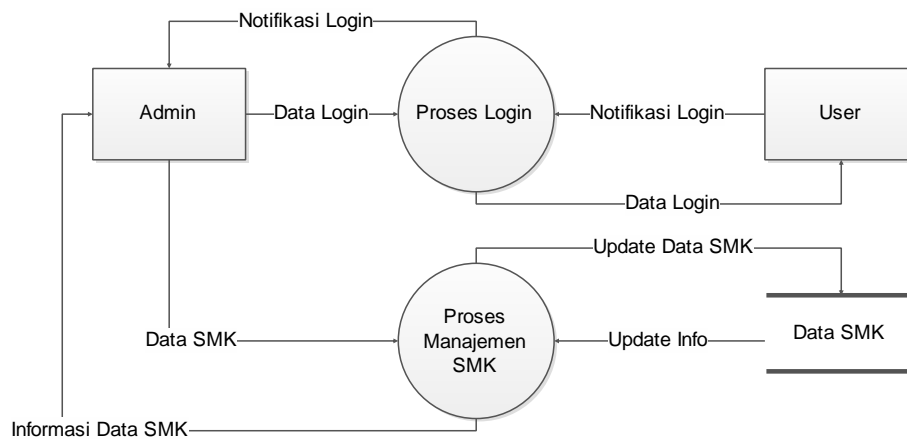 Notifikasi Login
Admin
Data Login
Proses Login
Notifikasi Login
User
Data Login
Update Data SMK
Data SMK
Proses
Manajemen
SMK
Update Info
Data SMK
Informasi Data SMK